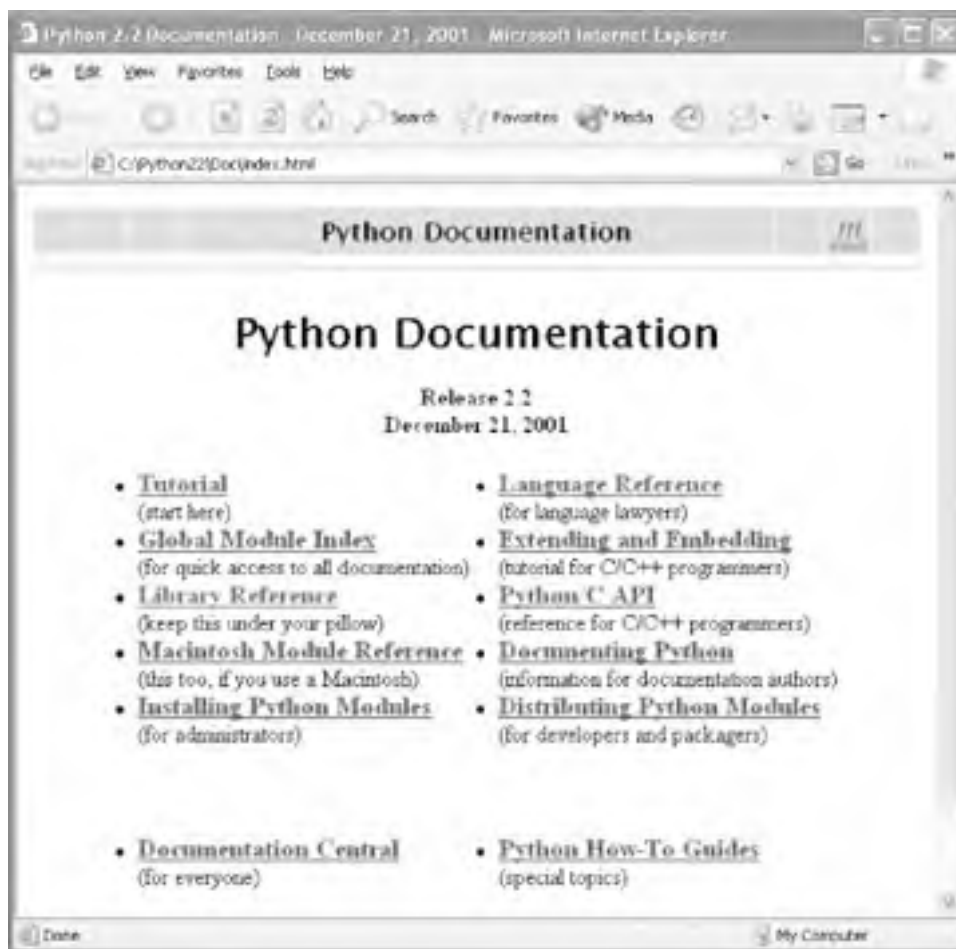 Python 2.2 Documentation - December 21, 2001 - Microsoft Internet Explorer
File Edit View Favorites Tools Help
Search Favorites Media
C:\Python22\Doc\index.html Go
Python Documentation
Python Documentation
Release 2.2
December 21, 2001
• Tutorial
(start here)
• Global Module Index
(for quick access to all documentation)
• Library Reference
(keep this under your pillow)
• Macintosh Module Reference
(this too, if you use a Macintosh)
• Installing Python Modules
(for administrators)
• Language Reference
(for language lawyers)
• Extending and Embedding
(tutorial for C/C++ programmers)
• Python C API
(reference for C/C++ programmers)
• Documenting Python
(information for documentation authors)
• Distributing Python Modules
(for developers and packagers)
• Documentation Central
(for everyone)
• Python How-To Guides
(special topics)
Done My Computer